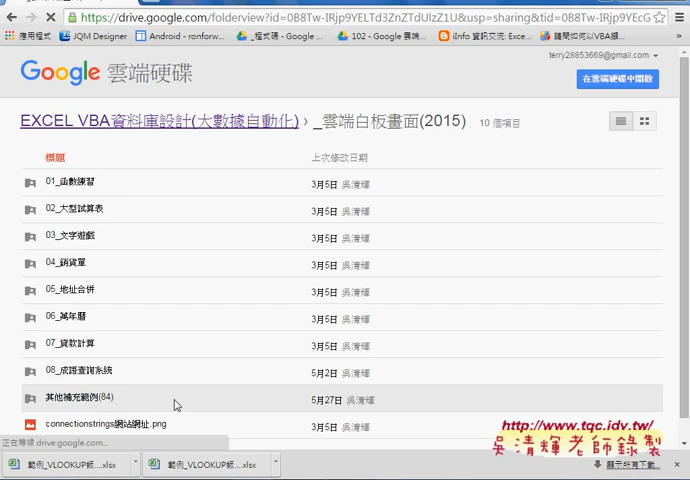 https://drive.google.com/folderview?id=0B8Tw-IRjp9YELTd3ZnZTdUlzZ1U&usp=sharing&tid=0B8Tw-IRjp9YEcG
應用程式 JQM Designer Android - ronforw... _程式碼 - Google ... 102 - Google 雲端... iInfo 資訊交流: Exce... 請問如何以VBA擷...
terry28853669@gmail.com
Google 雲端硬碟
在雲端硬碟中開啟
EXCEL VBA資料庫設計(大數據自動化) › _雲端白板畫面(2015) 10 個項目
標題 上次修改日期
01_函數練習 3月5日 吳清輝
02_大型試算表 3月5日 吳清輝
03_文字遊戲 3月5日 吳清輝
04_銷貨單 3月5日 吳清輝
05_地址合併 3月5日 吳清輝
06_萬年曆 3月5日 吳清輝
07_貸款計算 3月5日 吳清輝
08_成語查詢系統 5月2日 吳清輝
其他補充範例(84) 5月27日 吳清輝
connectionstrings網站網址.png 3月5日 吳清輝
http://www.tqc.idv.tw/
正在等候 drive.google.com...
吳清輝老師錄製
範例_VLOOKUP帳....xlsx 範例_VLOOKUP帳....xlsx 顯示所有下載...